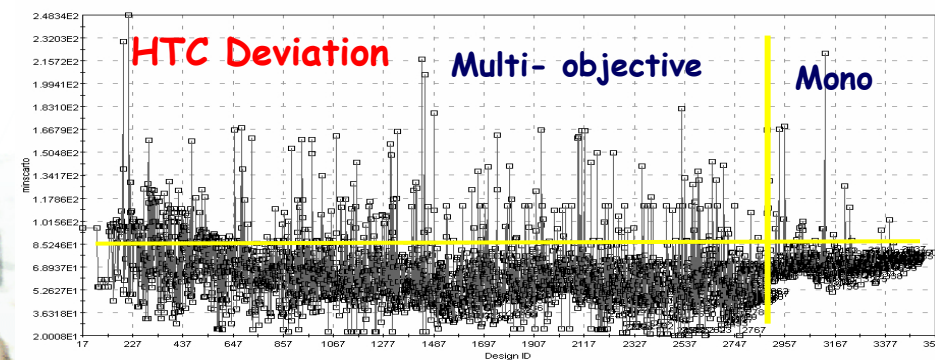 HTC Deviation
Multi- objective
Mono
2.4834E2
2.3203E2
2.1572E2
1.9941E2
1.8310E2
1.6679E2
1.5048E2
1.3417E2
1.1786E2
1.0156E2
8.5246E1
6.8937E1
5.2627E1
3.6318E1
2.0008E1
17 227 437 647 857 1067 1277 1487 1697 1907 2117 2327 2537 2747 2957 3167 3377 35
Design ID